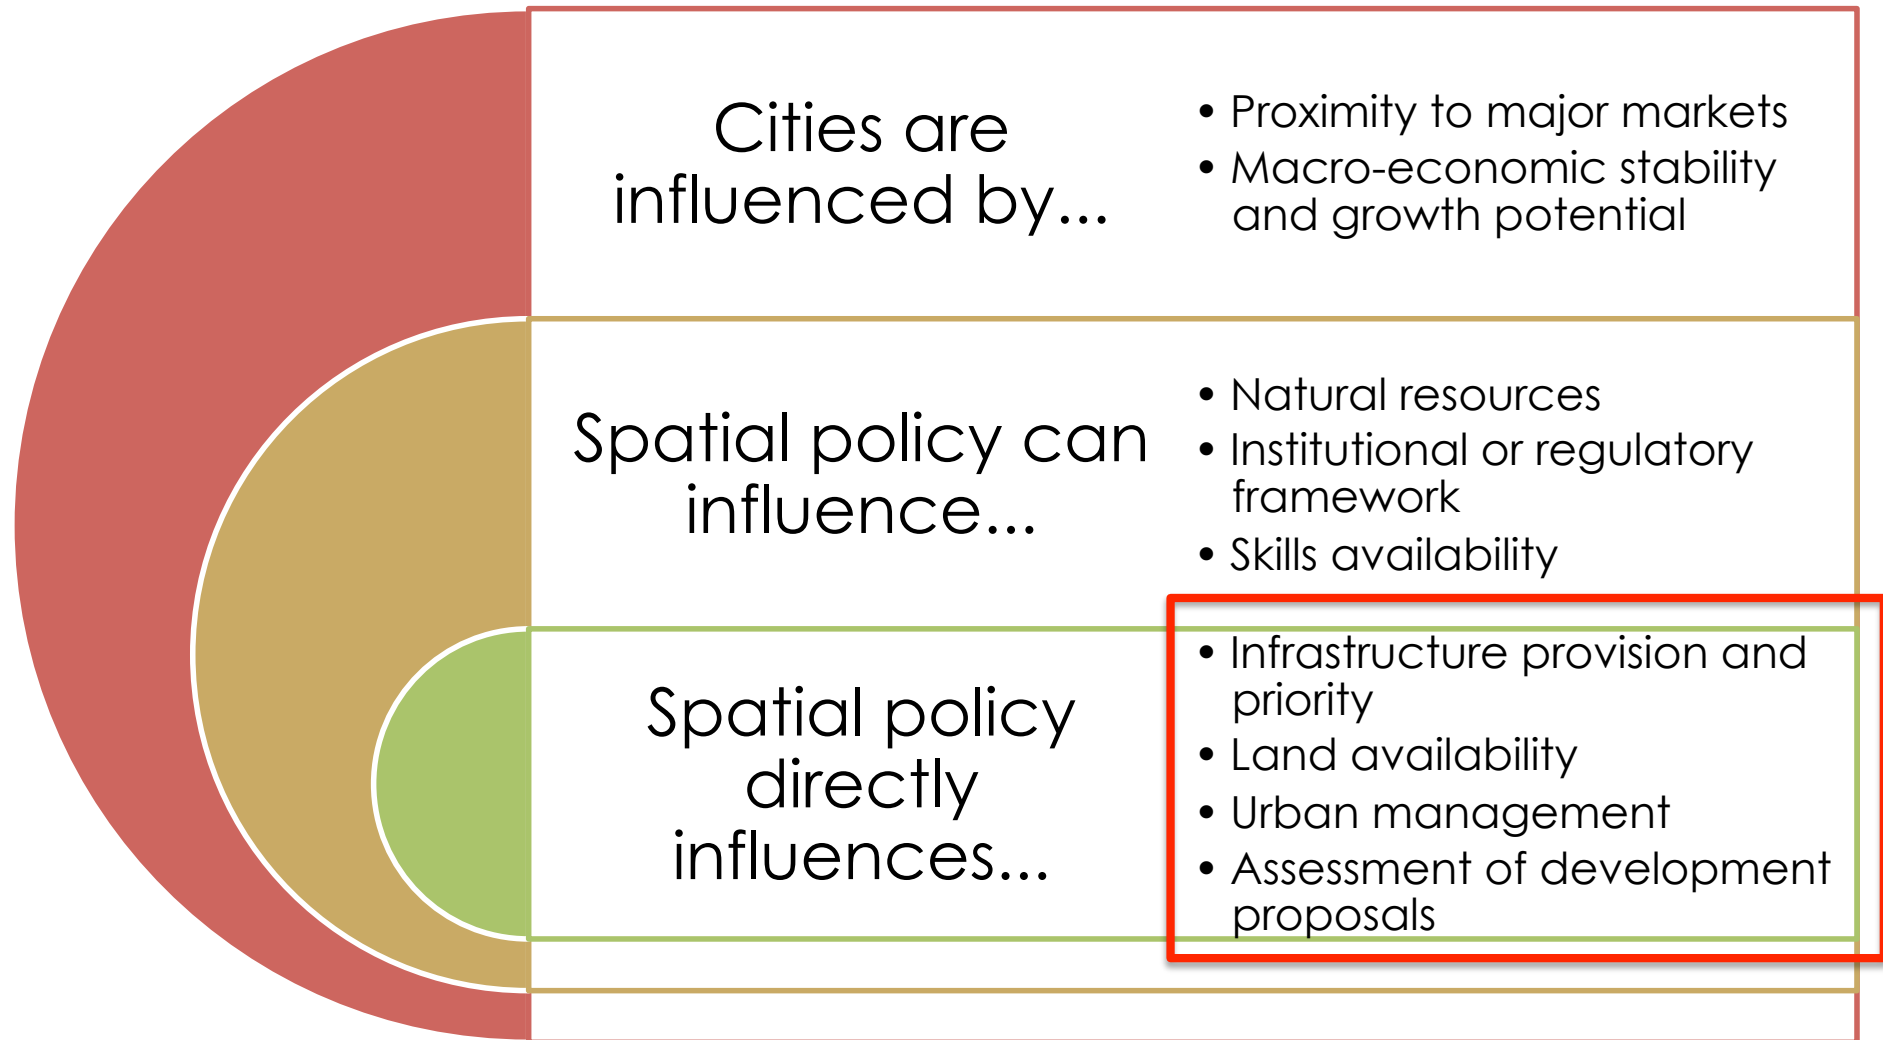 Cities are
influenced by...
• Proximity to major markets
• Macro-economic stability
and growth potential
Spatial policy can
influence...
• Natural resources
• Institutional or regulatory
framework
• Skills availability
Spatial policy
directly
influences...
• Infrastructure provision and
priority
• Land availability
• Urban management
• Assessment of development
proposals